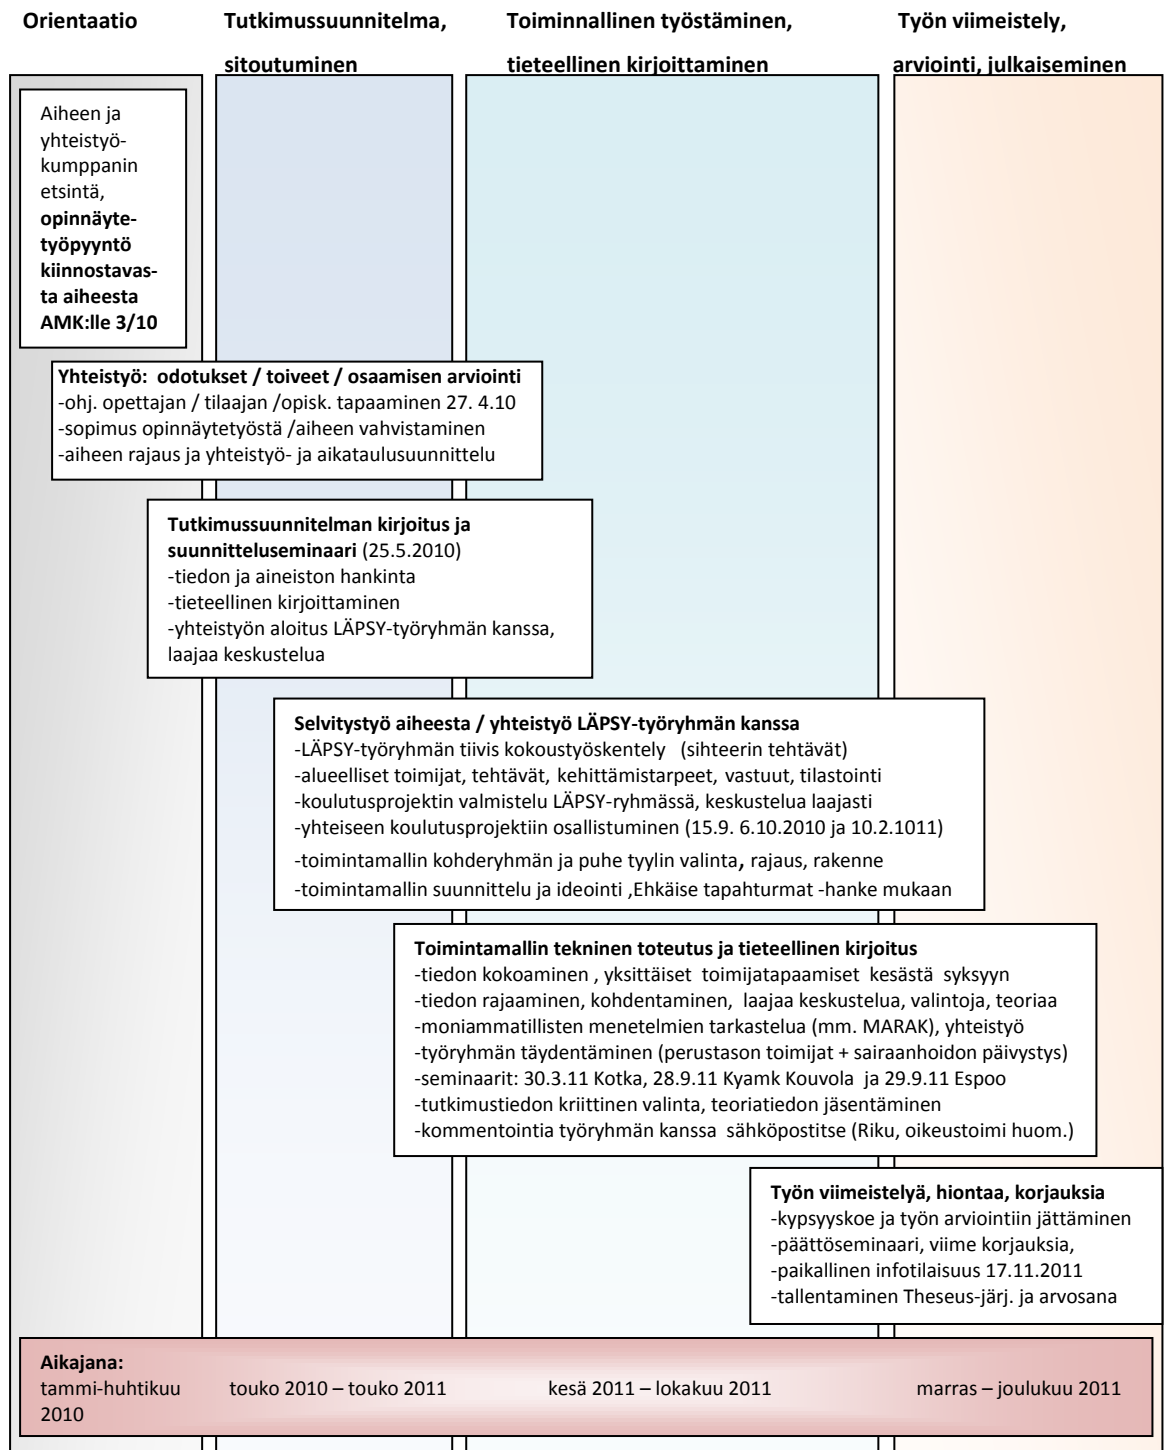 Orientaatio
Tutkimussuunnitelma,
sitoutuminen
Toiminnallinen työstäminen,
tieteellinen kirjoittaminen
Työn viimeistely,
arviointi, julkaiseminen
Aiheen ja
yhteistyö-
kumppanin
etsintä,
opinnäyte-
työpyyntö
kiinnostavas-
ta aiheesta
AMK:lle 3/10
Yhteistyö: odotukset / toiveet / osaamisen arviointi
-ohj. opettajan / tilaajan /opisk. tapaaminen 27. 4.10
-sopimus opinnäytetyöstä /aiheen vahvistaminen
-aiheen rajaus ja yhteistyö- ja aikataulusuunnittelu
Tutkimussuunnitelman kirjoitus ja
suunnitteluseminaari (25.5.2010)
-tiedon ja aineiston hankinta
-tieteellinen kirjoittaminen
-yhteistyön aloitus LÄPSY-työryhmän kanssa,
laajaa keskustelua
Selvitystyö aiheesta / yhteistyö LÄPSY-työryhmän kanssa
-LÄPSY-työryhmän tiivis kokoustyöskentely (sihteerin tehtävät)
-alueelliset toimijat, tehtävät, kehittämistarpeet, vastuut, tilastointi
-koulutusprojektin valmistelu LÄPSY-ryhmässä, keskustelua laajasti
-yhteiseen koulutusprojektiin osallistuminen (15.9. 6.10.2010 ja 10.2.1011)
-toimintamallin kohderyhmän ja puhe tyylin valinta, rajaus, rakenne
-toimintamallin suunnittelu ja ideointi ,Ehkäise tapahturmat -hanke mukaan
Toimintamallin tekninen toteutus ja tieteellinen kirjoitus
-tiedon kokoaminen , yksittäiset toimijatapaamiset kesästä syksyyn
-tiedon rajaaminen, kohdentaminen, laajaa keskustelua, valintoja, teoriaa
-moniammatillisten menetelmien tarkastelua (mm. MARAK), yhteistyö
-työryhmän täydentäminen (perustason toimijat + sairaanhoidon päivystys)
-seminaarit: 30.3.11 Kotka, 28.9.11 Kyamk Kouvola ja 29.9.11 Espoo
-tutkimustiedon kriittinen valinta, teoriatiedon jäsentäminen
-kommentointia työryhmän kanssa sähköpostitse (Riku, oikeustoimi huom.)
Työn viimeistelyä, hiontaa, korjauksia
-kypsyyskoe ja työn arviointiin jättäminen
-päättöseminaari, viime korjauksia,
-paikallinen infotilaisuus 17.11.2011
-tallentaminen Theseus-järj. ja arvosana
Aikajana:
tammi-huhtikuu
2010
touko 2010 – touko 2011
kesä 2011 – lokakuu 2011
marras – joulukuu 2011